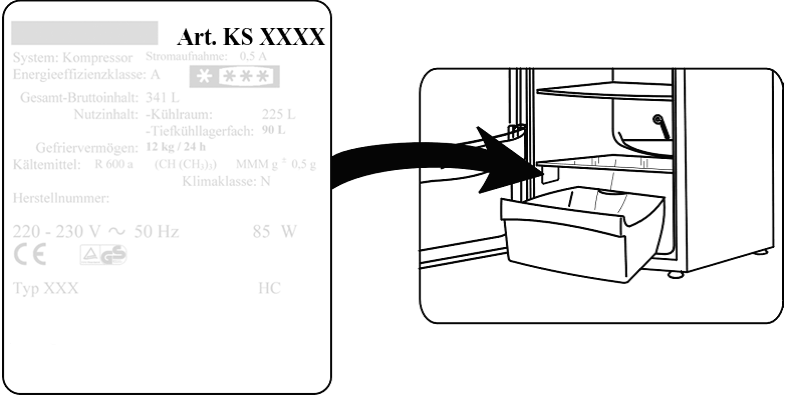 Art. KS XXXX
System: Kompressor Stromaufnahme: 0,5 A
Energieeffizienzklasse: A
Gesamt-Bruttoinhalt: 341 L
Nutzinhalt: -Kühlraum: 225 L
-Tiefkühllagerfach: 90 L
Gefriervermögen: 12 kg / 24 h
Kältemittel: R 600 a (CH (CH₃)₃) MMM g ± 0,5 g
Klimaklasse: N
Herstellnummer:
220 - 230 V ~ 50 Hz 85 W
CE GS
Typ XXX HC